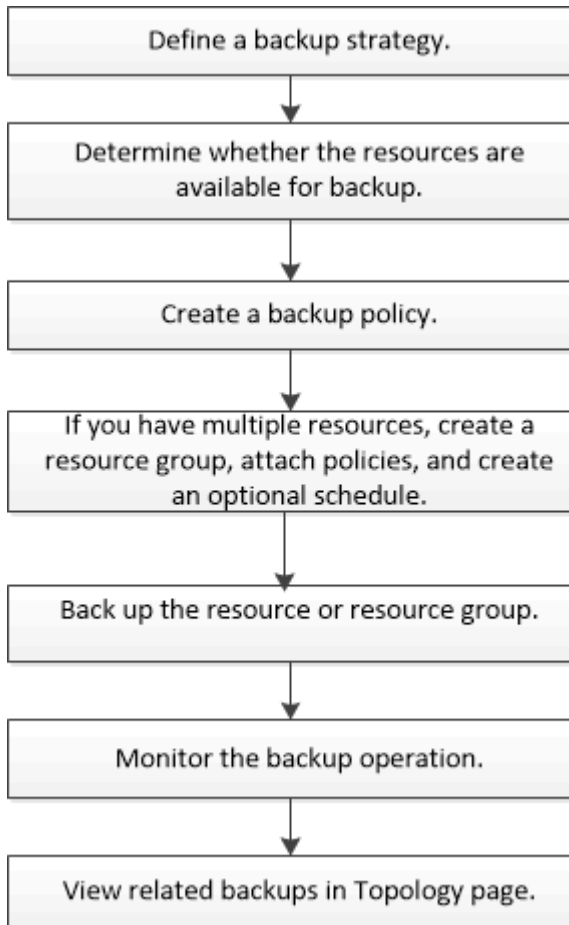 Define a backup strategy.
Determine whether the resources are
available for backup.
Create a backup policy.
If you have multiple resources, create a
resource group, attach policies, and create
an optional schedule.
Back up the resource or resource group.
Monitor the backup operation.
View related backups in Topology page.